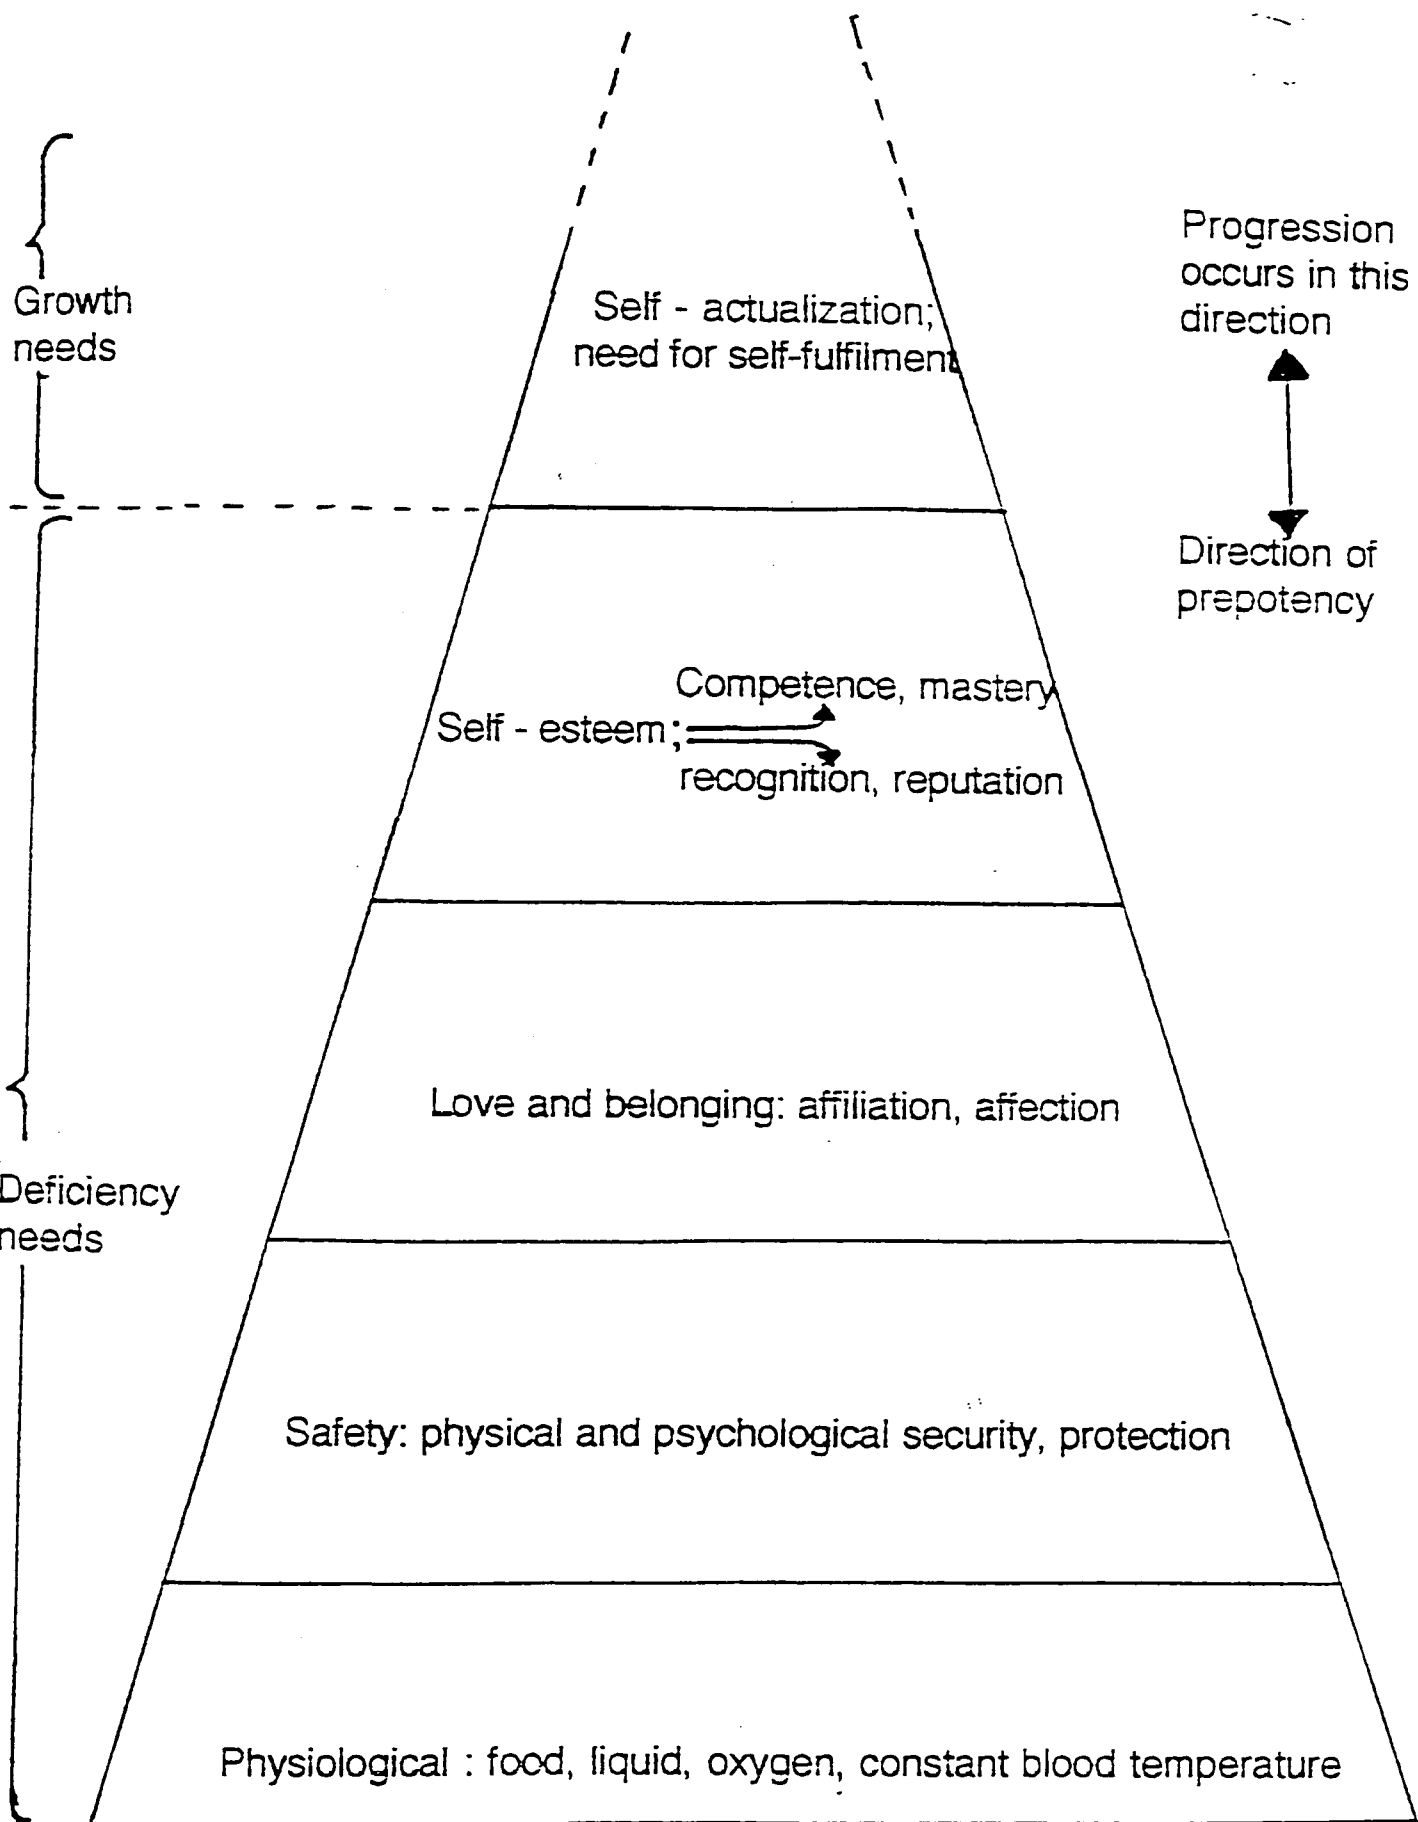 Progression
occurs in this
direction
Growth
needs
Self - actualization;
need for self-fulfilment
Direction of
prepotency
Competence, mastery
Self - esteem;
recognition, reputation
Love and belonging: affiliation, affection
Deficiency
needs
Safety: physical and psychological security, protection
Physiological : food, liquid, oxygen, constant blood temperature